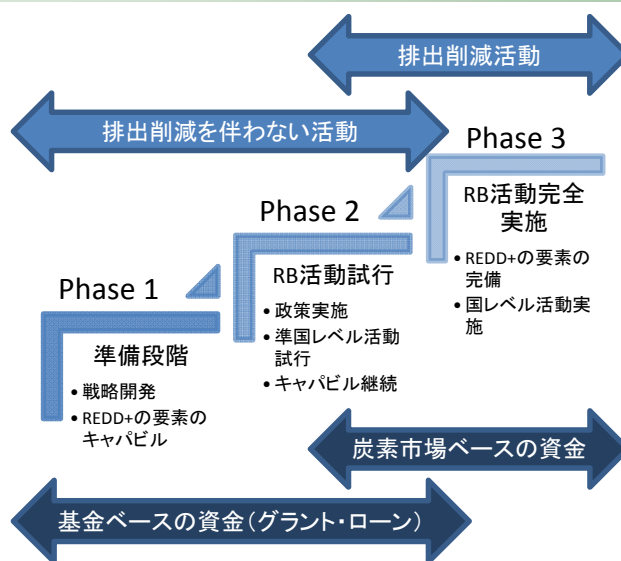 排出削減活動
排出削減を伴わない活動
Phase 3
RB活動完全
実施
• REDD+の要素の
完備
• 国レベル活動実
施
Phase 2
RB活動試行
• 政策実施
• 準国レベル活動
試行
• キャパビル継続
Phase 1
準備段階
• 戦略開発
• REDD+の要素の
キャパビル
炭素市場ベースの資金
基金ベースの資金(グラント・ローン)